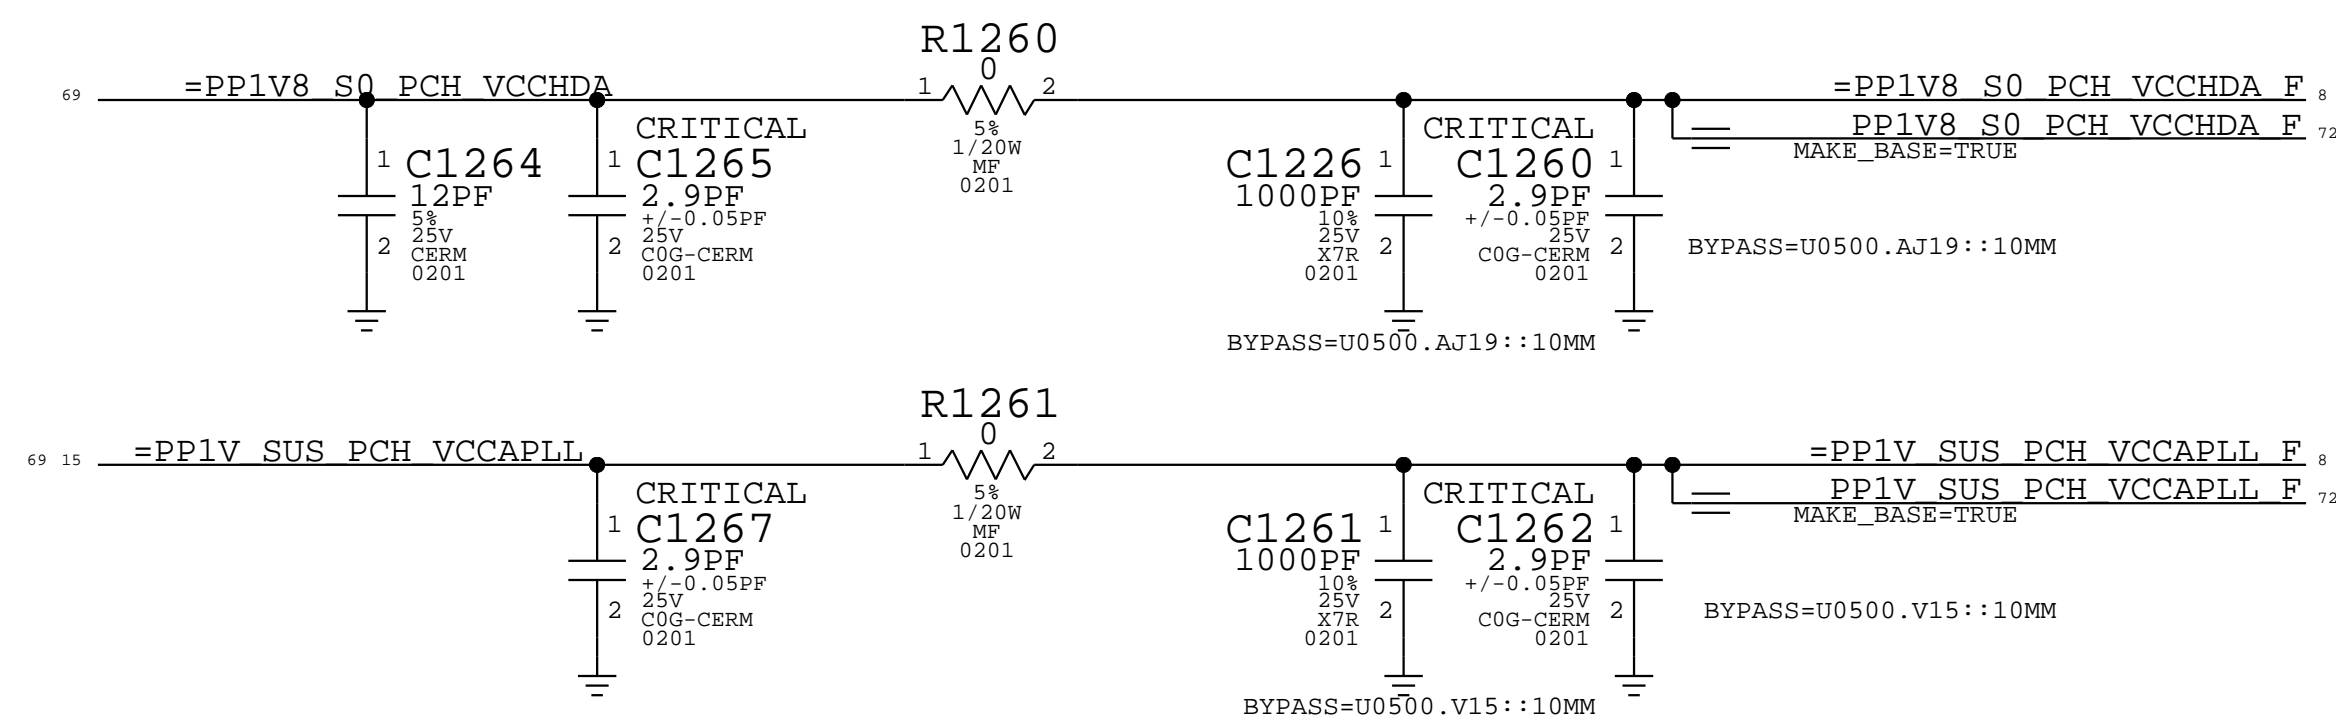 R1260
0
69 =PP1V8_S0_PCH_VCCHDA 1 2 =PP1V8_S0_PCH_VCCHDA_F 8
PP1V8_S0_PCH_VCCHDA_F 72
MAKE_BASE=TRUE
5%
1/20W
MF
0201
1 C1264
12PF
5%
25V
2 CERM
0201
CRITICAL
1 C1265
2.9PF
+/-0.05PF
25V
2 C0G-CERM
0201
C1226 1
1000PF
10%
25V
X7R 2
0201
BYPASS=U0500.AJ19::10MM
CRITICAL
C1260 1
2.9PF
+/-0.05PF
25V
C0G-CERM 2
0201
BYPASS=U0500.AJ19::10MM
R1261
0
69 15 =PP1V_SUS_PCH_VCCAPLL 1 2 =PP1V_SUS_PCH_VCCAPLL_F 8
PP1V_SUS_PCH_VCCAPLL_F 72
MAKE_BASE=TRUE
5%
1/20W
MF
0201
CRITICAL
1 C1267
2.9PF
+/-0.05PF
25V
2 C0G-CERM
0201
C1261 1
1000PF
10%
25V
X7R 2
0201
BYPASS=U0500.V15::10MM
CRITICAL
C1262 1
2.9PF
+/-0.05PF
25V
C0G-CERM 2
0201
BYPASS=U0500.V15::10MM